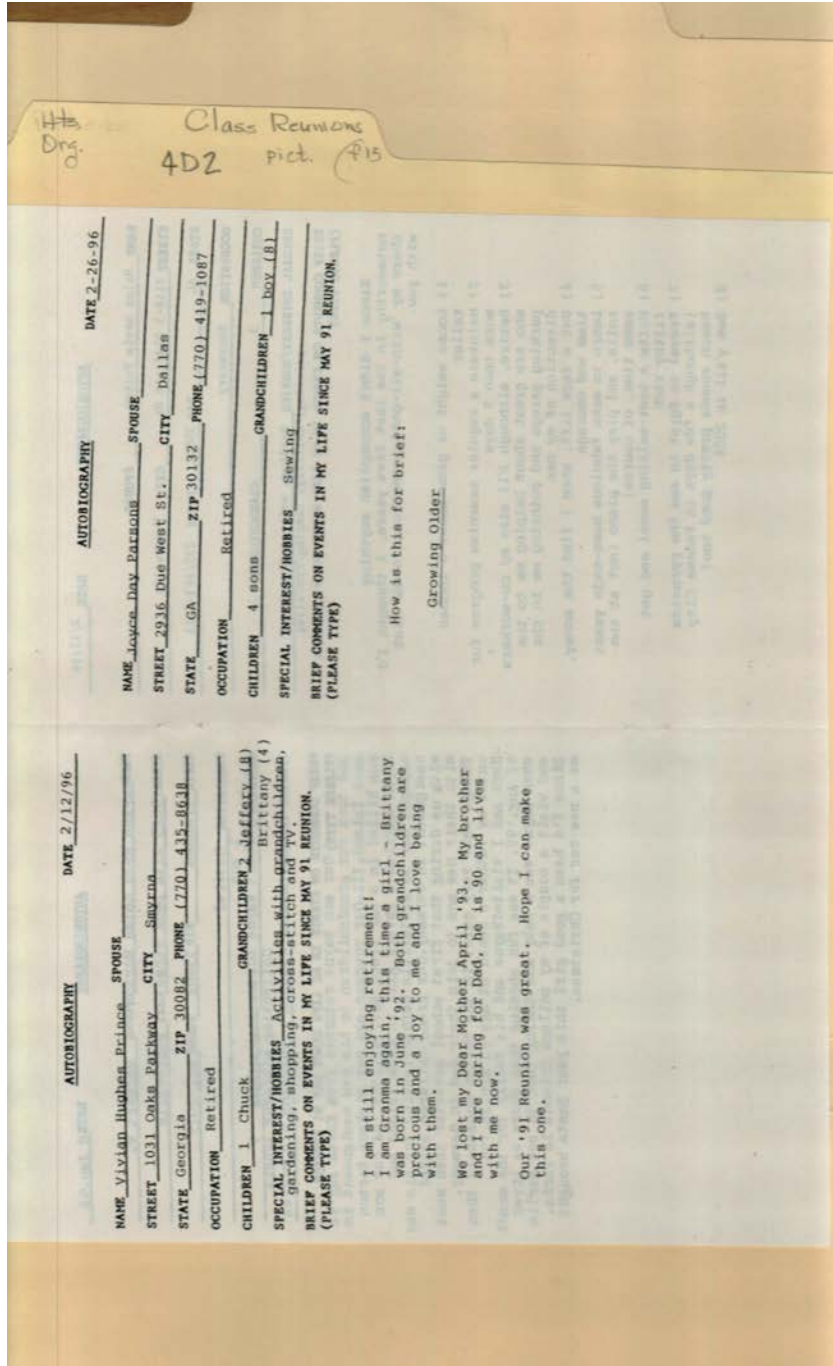 Hts
Org.
Class Reunions
4D2 pict.
AUTOBIOGRAPHY
DATE 2/12/96
NAME Vivian Hughes Prince SPOUSE
STREET 1031 Oaks Parkway CITY Smyrna
STATE Georgia ZIP 30082 PHONE (770) 435-8638
OCCUPATION Retired
CHILDREN 1 Chuck GRANDCHILDREN 2 Jeffery (8)
Brittany (4)
SPECIAL INTEREST/HOBBIES Activities with grandchildren,
gardening, shopping, cross-stitch and TV.
BRIEF COMMENTS ON EVENTS IN MY LIFE SINCE MAY 91 REUNION.
(PLEASE TYPE)
I am still enjoying retirement!
I am Granma again, this time a girl - Brittany
was born in June '92. Both grandchildren are
precious and a joy to me and I love being
with them.
We lost my Dear Mother April '93. My brother
and I are caring for Dad, he is 90 and lives
with me now.
Our '91 Reunion was great. Hope I can make
this one.
AUTOBIOGRAPHY
DATE 2-26-96
NAME Joyce Day Parsons SPOUSE
STREET 2936 Due West St. CITY Dallas
STATE GA ZIP 30132 PHONE (770) 419-1087
OCCUPATION Retired
CHILDREN 4 sons GRANDCHILDREN 1 boy (8)
SPECIAL INTEREST/HOBBIES Sewing
BRIEF COMMENTS ON EVENTS IN MY LIFE SINCE MAY 91 REUNION.
(PLEASE TYPE)
How is this for brief:
Growing Older